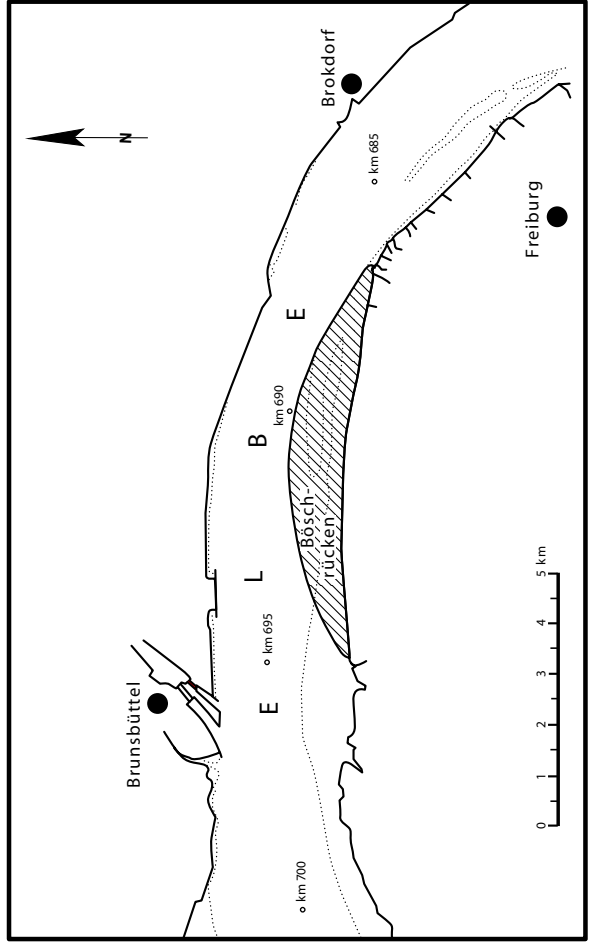 N
Brokdorf
km 685
Freiburg
E
km 690
B
Bösch-
rücken
L
km 695
E
Brunsbüttel
km 700
0 1 2 3 4 5 km